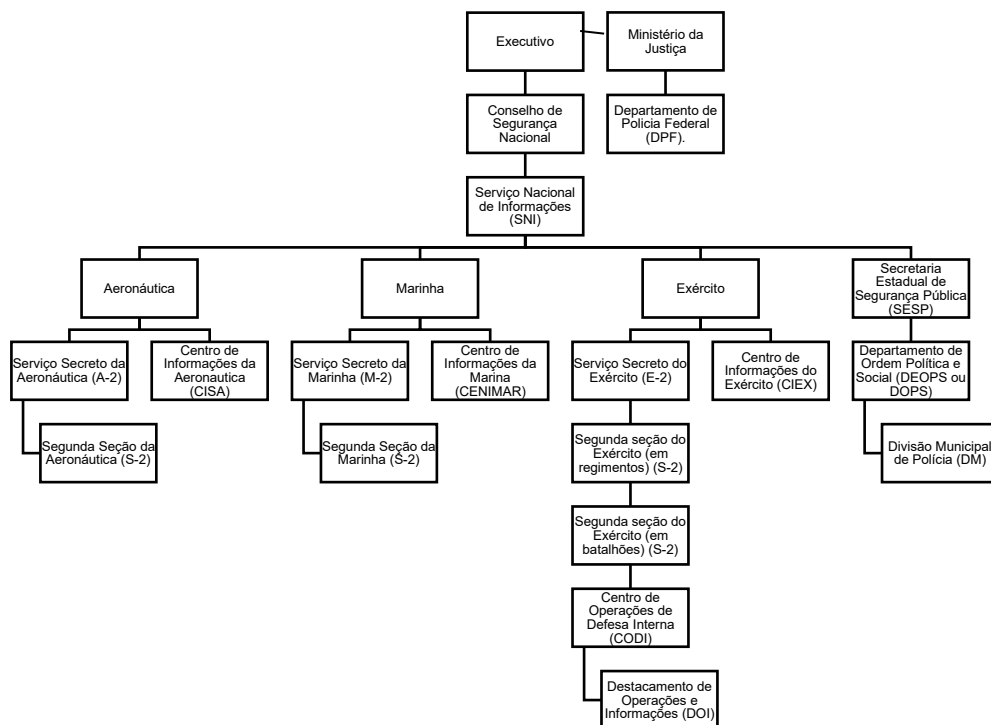 Executivo
Ministério da
Justiça
Conselho de
Segurança
Nacional
Departamento de
Policia Federal
(DPF).
Serviço Nacional
de Informações
(SNI)
Aeronáutica
Marinha
Exército
Secretaria
Estadual de
Segurança Pública
(SESP)
Serviço Secreto da
Aeronáutica (A-2)
Centro de
Informações da
Aeronautica
(CISA)
Serviço Secreto da
Marinha (M-2)
Centro de
Informações da
Marina
(CENIMAR)
Serviço Secreto do
Exército (E-2)
Centro de
Informações do
Exército (CIEX)
Departamento de
Ordem Política e
Social (DEOPS ou
DOPS)
Segunda Seção da
Aeronáutica (S-2)
Segunda Seção da
Marinha (S-2)
Segunda seção do
Exército (em
regimentos) (S-2)
Divisão Municipal
de Polícia (DM)
Segunda seção do
Exército (em
batalhões) (S-2)
Centro de
Operações de
Defesa Interna
(CODI)
Destacamento de
Operações e
Informações (DOI)